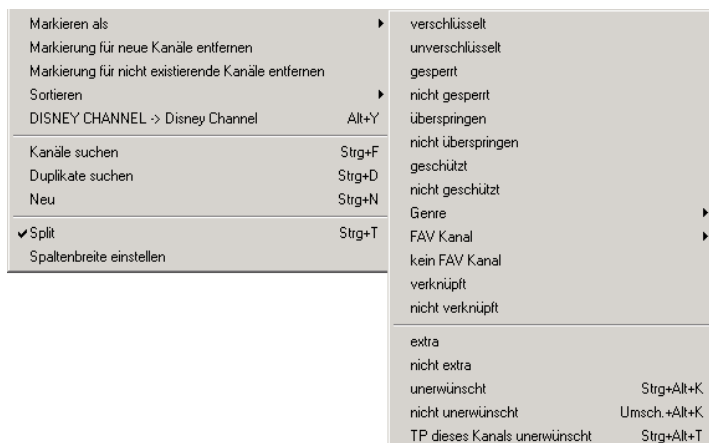 Markieren als
Markierung für neue Kanäle entfernen
Markierung für nicht existierende Kanäle entfernen
Sortieren
DISNEY CHANNEL -> Disney Channel Alt+Y
Kanäle suchen Strg+F
Duplikate suchen Strg+D
Neu Strg+N
Split Strg+T
Spaltenbreite einstellen
verschlüsselt
unverschlüsselt
gesperrt
nicht gesperrt
überspringen
nicht überspringen
geschützt
nicht geschützt
Genre
FAV Kanal
kein FAV Kanal
verknüpft
nicht verknüpft
extra
nicht extra
unerwünscht Strg+Alt+K
nicht unerwünscht Umsch.+Alt+K
TP dieses Kanals unerwünscht Strg+Alt+T